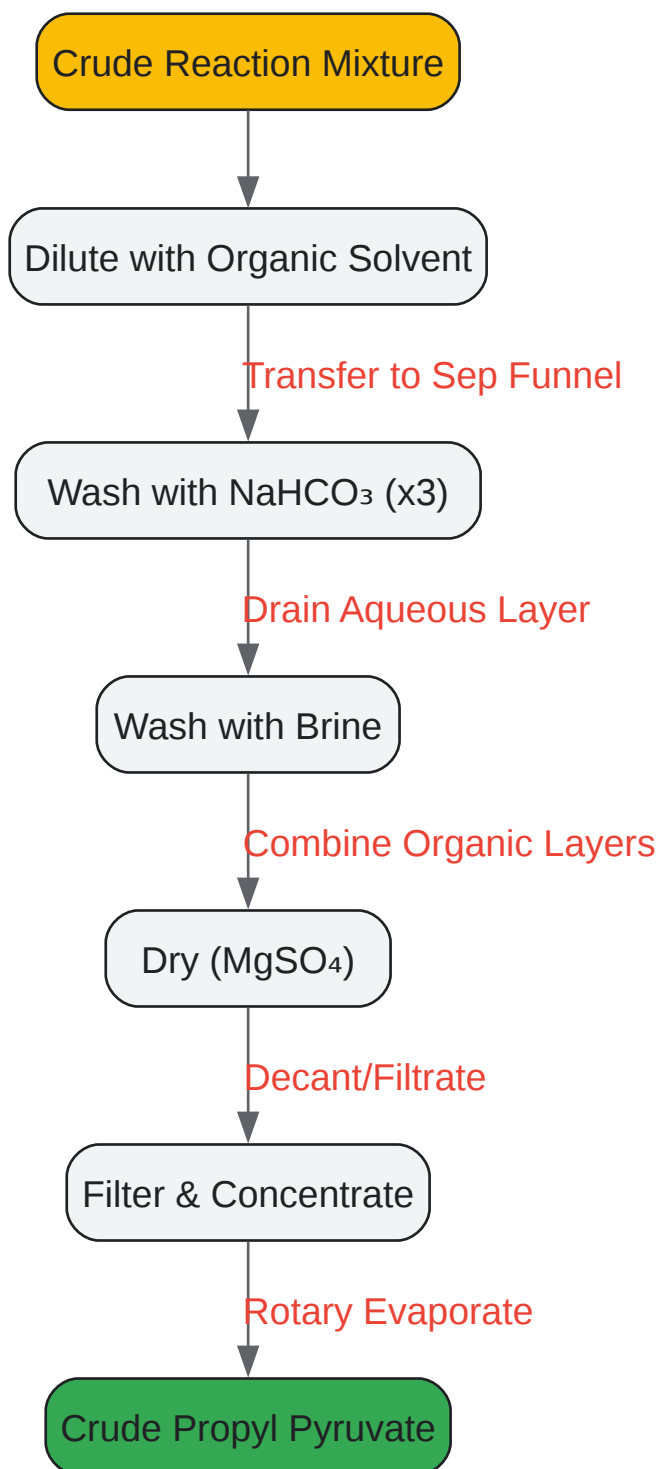 Crude Reaction Mixture
Dilute with Organic Solvent
Transfer to Sep Funnel
Wash with NaHCO₃ (x3)
Drain Aqueous Layer
Wash with Brine
Combine Organic Layers
Dry (MgSO₄)
Decant/Filtrate
Filter & Concentrate
Rotary Evaporate
Crude Propyl Pyruvate